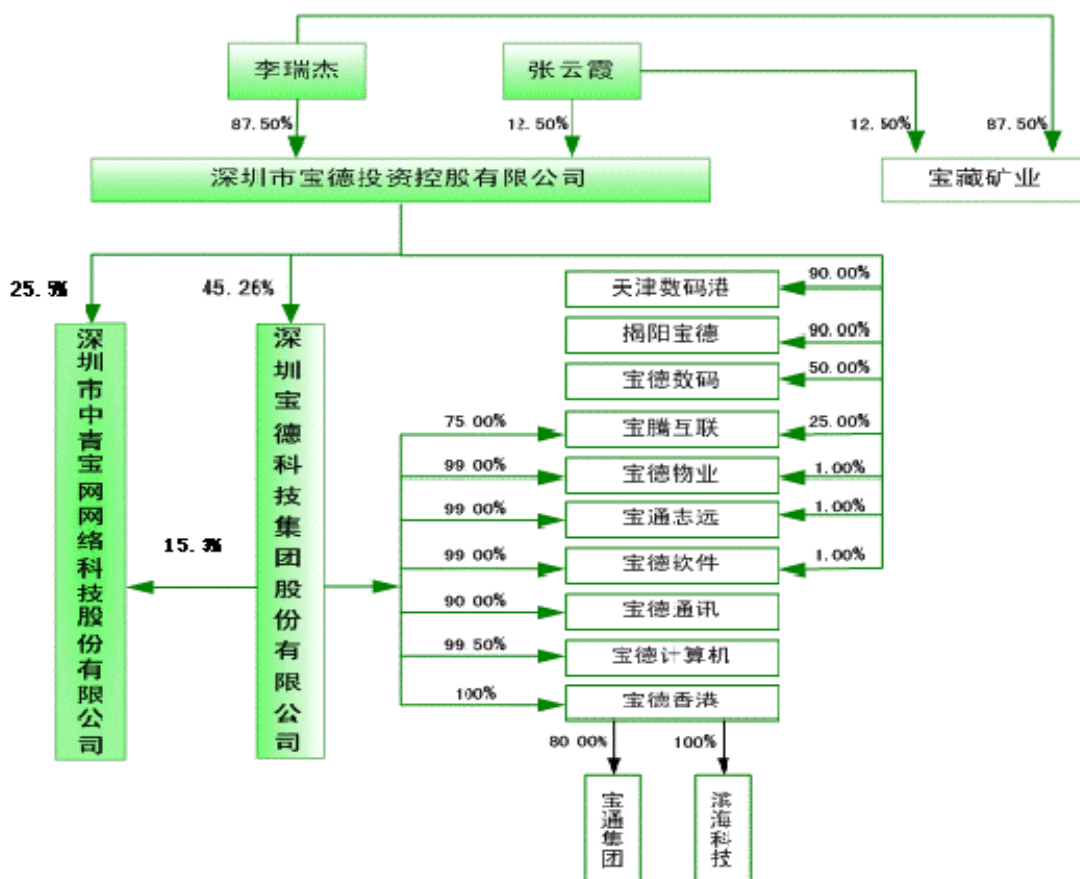 李瑞杰
张云霞
87.50%
12.50%
12.50%
87.50%
深圳市宝德投资控股有限公司
宝藏矿业
25.5%
45.26%
深圳市中青宝网网络科技股份有限公司
深圳宝德科技集团股份有限公司
15.3%
天津数码港
90.00%
揭阳宝德
90.00%
宝德数码
50.00%
75.00%
宝腾互联
25.00%
99.00%
宝德物业
1.00%
99.00%
宝通志远
1.00%
99.00%
宝德软件
1.00%
90.00%
宝德通讯
99.50%
宝德计算机
100%
宝德香港
80.00%
100%
宝通集团
滨海科技